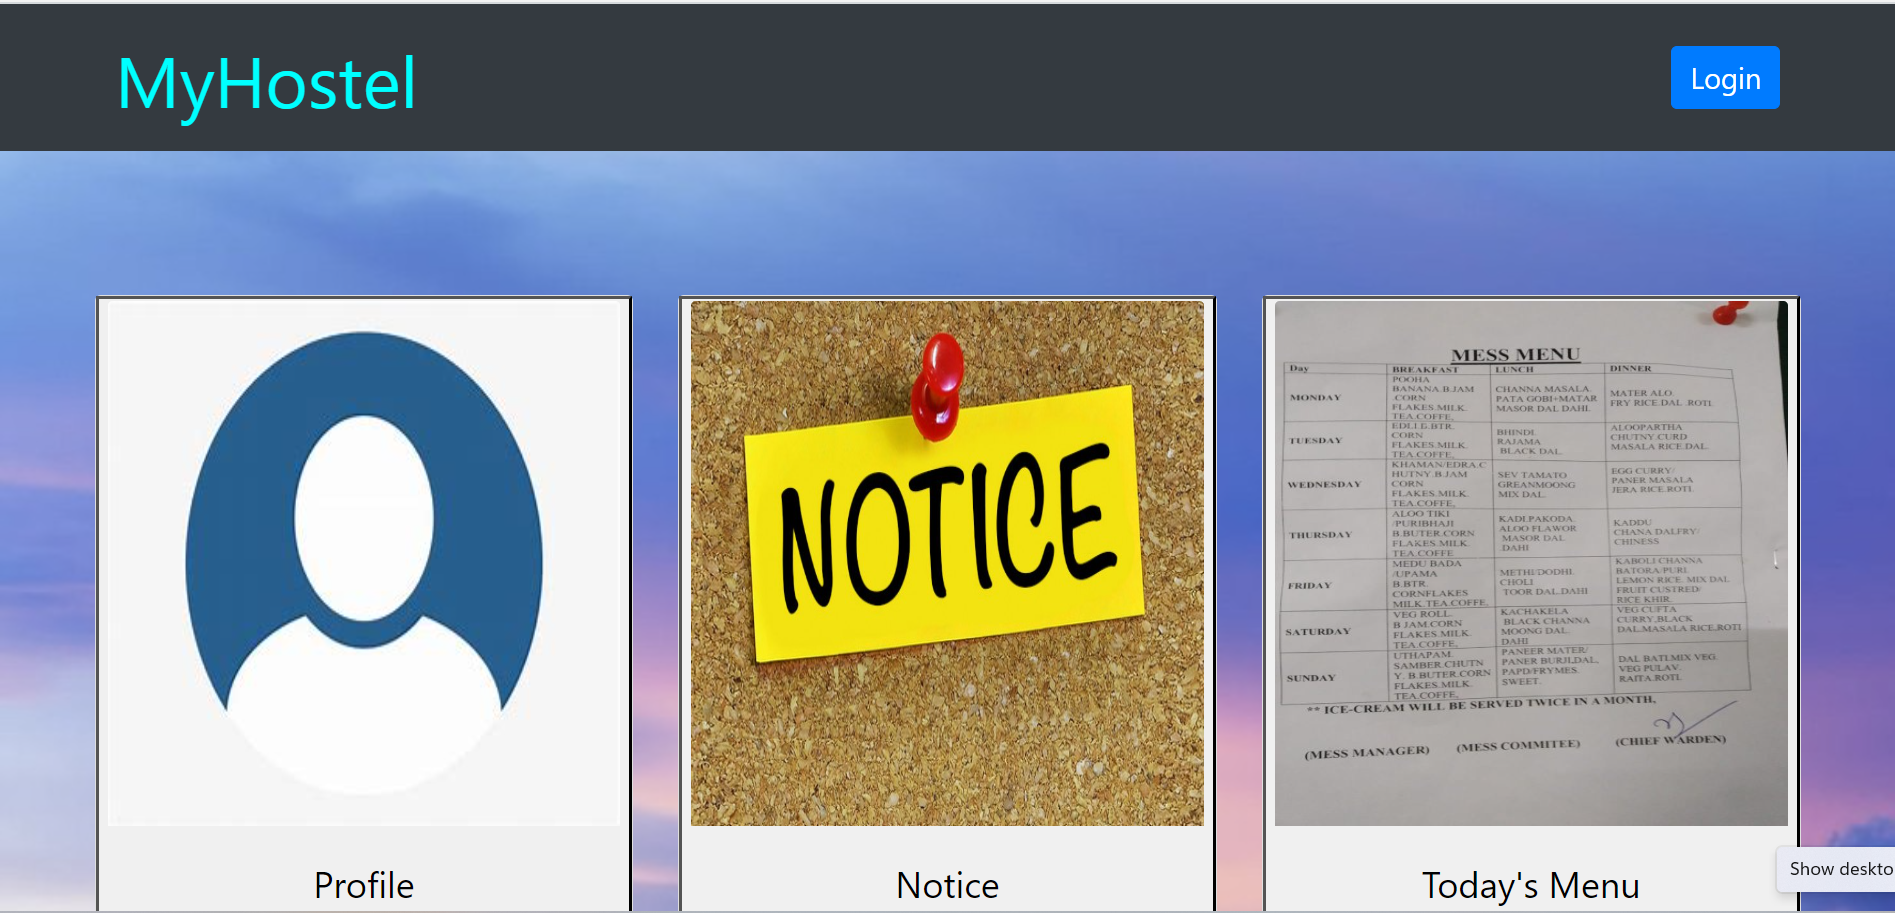 MyHostel
Login
NOTICE
MESS MENU
Day BREAKFAST LUNCH DINNER
MONDAY
POOHA
BANANA.B.JAM
.CORN
FLAKES.MILK.
TEA.COFFE,
CHANNA MASALA.
PATA GOBI+MATAR
MASOR DAL DAHI.
MATER ALO.
FRY RICE.DAL .ROTI.
TUESDAY
CORN
FLAKES.MILK.
TEA.COFFE,
BHINDI.
RAJAMA
BLACK DAL.
ALOOPARTHA
CHUTNY.CURD
MASALA RICE.DAL.
WEDNESDAY
KHAMAN/EDRA.C
HUTNY.B.JAM
CORN
FLAKES.MILK.
TEA.COFFE,
SEV TAMATO
GREANMOONG
MIX DAL.
EGG CURRY/
PANER MASALA
JERA RICE.ROTI.
THURSDAY
ALOO TIKI
/PURIBHAJI
B.BUTER.CORN
FLAKES.MILK.
TEA.COFFE
KADI.PAKODA.
ALOO FLAWOR
MASOR DAL
DAHI
KADDU
CHANA DALFRY/
CHINESS
FRIDAY
MEDU BADA
/UPAMA
B.BTR.
CORNFLAKES
MILK.TEA.COFFE,
METHI/DODHI.
CHOLI
TOOR DAL.DAHI
KABOLI CHANNA
BATORA/PURI.
LEMON RICE. MIX DAL
FRUIT CUSTRED/
RICE KHIR.
SATURDAY
VEG ROLL.
B JAM.CORN
FLAKES.MILK.
TEA.COFFE,
KACHAKELA
BLACK CHANNA
MOONG DAL.
DAHI
VEG CUFTA
CURRY,BLACK
DAL.MASALA RICE,ROTI
SUNDAY
UTHAPAM.
SAMBER.CHUTN
Y. B.BUTER.CORN
FLAKES.MILK.
TEA.COFFE,
PANEER MATER/
PANER BURJI.DAL,
PAPD/FRYMES.
SWEET.
DAL BATI.MIX VEG.
VEG PULAV.
RAITA.ROTI.
** ICE-CREAM WILL BE SERVED TWICE IN A MONTH,
(MESS MANAGER) (MESS COMMITEE) (CHIEF WARDEN)
Profile
Notice
Today's Menu
Show deskto